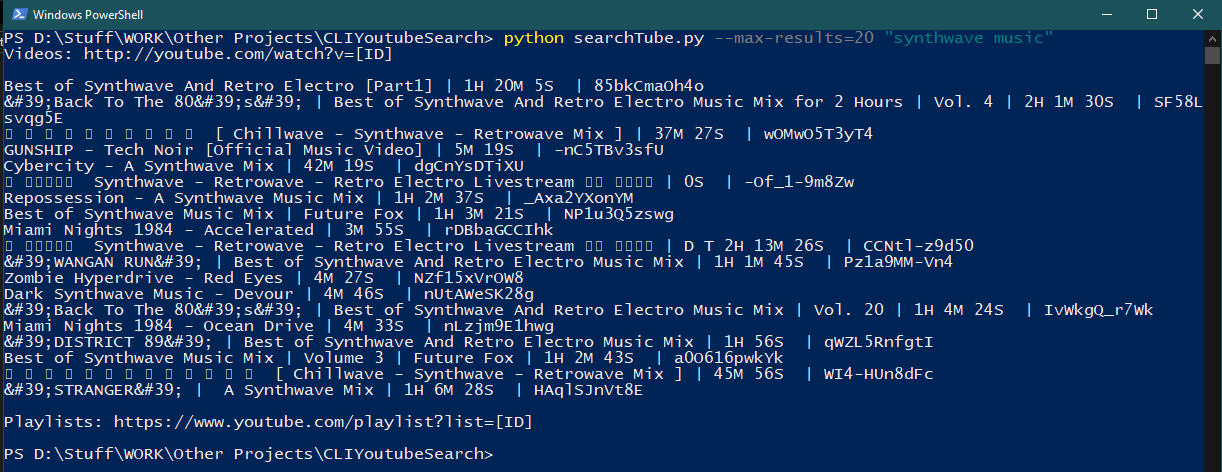 Windows PowerShell
PS D:\Stuff\WORK\Other Projects\CLIYoutubeSearch> python searchTube.py --max-results=20 "synthwave music"
Videos: http://youtube.com/watch?v=[ID]
Best of Synthwave And Retro Electro [Part1] | 1H 20M 5S | 85bkCmaOh4o
&#39;Back To The 80&#39;s&#39; | Best of Synthwave And Retro Electro Music Mix for 2 Hours | Vol. 4 | 2H 1M 30S | SF58L
svqg5E
[ Chillwave - Synthwave - Retrowave Mix ] | 37M 27S | wOMwO5T3yT4
GUNSHIP - Tech Noir [Official Music Video] | 5M 19S | -nC5TBv3sfU
Cybercity - A Synthwave Mix | 42M 19S | dgCnYsDTiXU
Synthwave - Retrowave - Retro Electro Livestream | 0S | -Of_1-9m8Zw
Repossession - A Synthwave Music Mix | 1H 2M 37S | _Axa2YXonYM
Best of Synthwave Music Mix | Future Fox | 1H 3M 21S | NP1u3Q5zswg
Miami Nights 1984 - Accelerated | 3M 55S | rDBbaGCCIhk
Synthwave - Retrowave - Retro Electro Livestream | D T 2H 13M 26S | CCNtl-z9d50
&#39;WANGAN RUN&#39; | Best of Synthwave And Retro Electro Music Mix | 1H 1M 45S | Pz1a9MM-Vn4
Zombie Hyperdrive - Red Eyes | 4M 27S | NZf15xVrOW8
Dark Synthwave Music - Devour | 4M 46S | nUtAWeSK28g
&#39;Back To The 80&#39;s&#39; | Best of Synthwave And Retro Electro Music Mix | Vol. 20 | 1H 4M 24S | IvWkgQ_r7Wk
Miami Nights 1984 - Ocean Drive | 4M 33S | nLzjm9E1hwg
&#39;DISTRICT 89&#39; | Best of Synthwave And Retro Electro Music Mix | 1H 56S | qWZL5RnfgtI
Best of Synthwave Music Mix | Volume 3 | Future Fox | 1H 2M 43S | a0O616pwkYk
[ Chillwave - Synthwave - Retrowave Mix ] | 45M 56S | WI4-HUn8dFc
&#39;STRANGER&#39; | A Synthwave Mix | 1H 6M 28S | HAqlSJnVt8E
Playlists: https://www.youtube.com/playlist?list=[ID]
PS D:\Stuff\WORK\Other Projects\CLIYoutubeSearch>